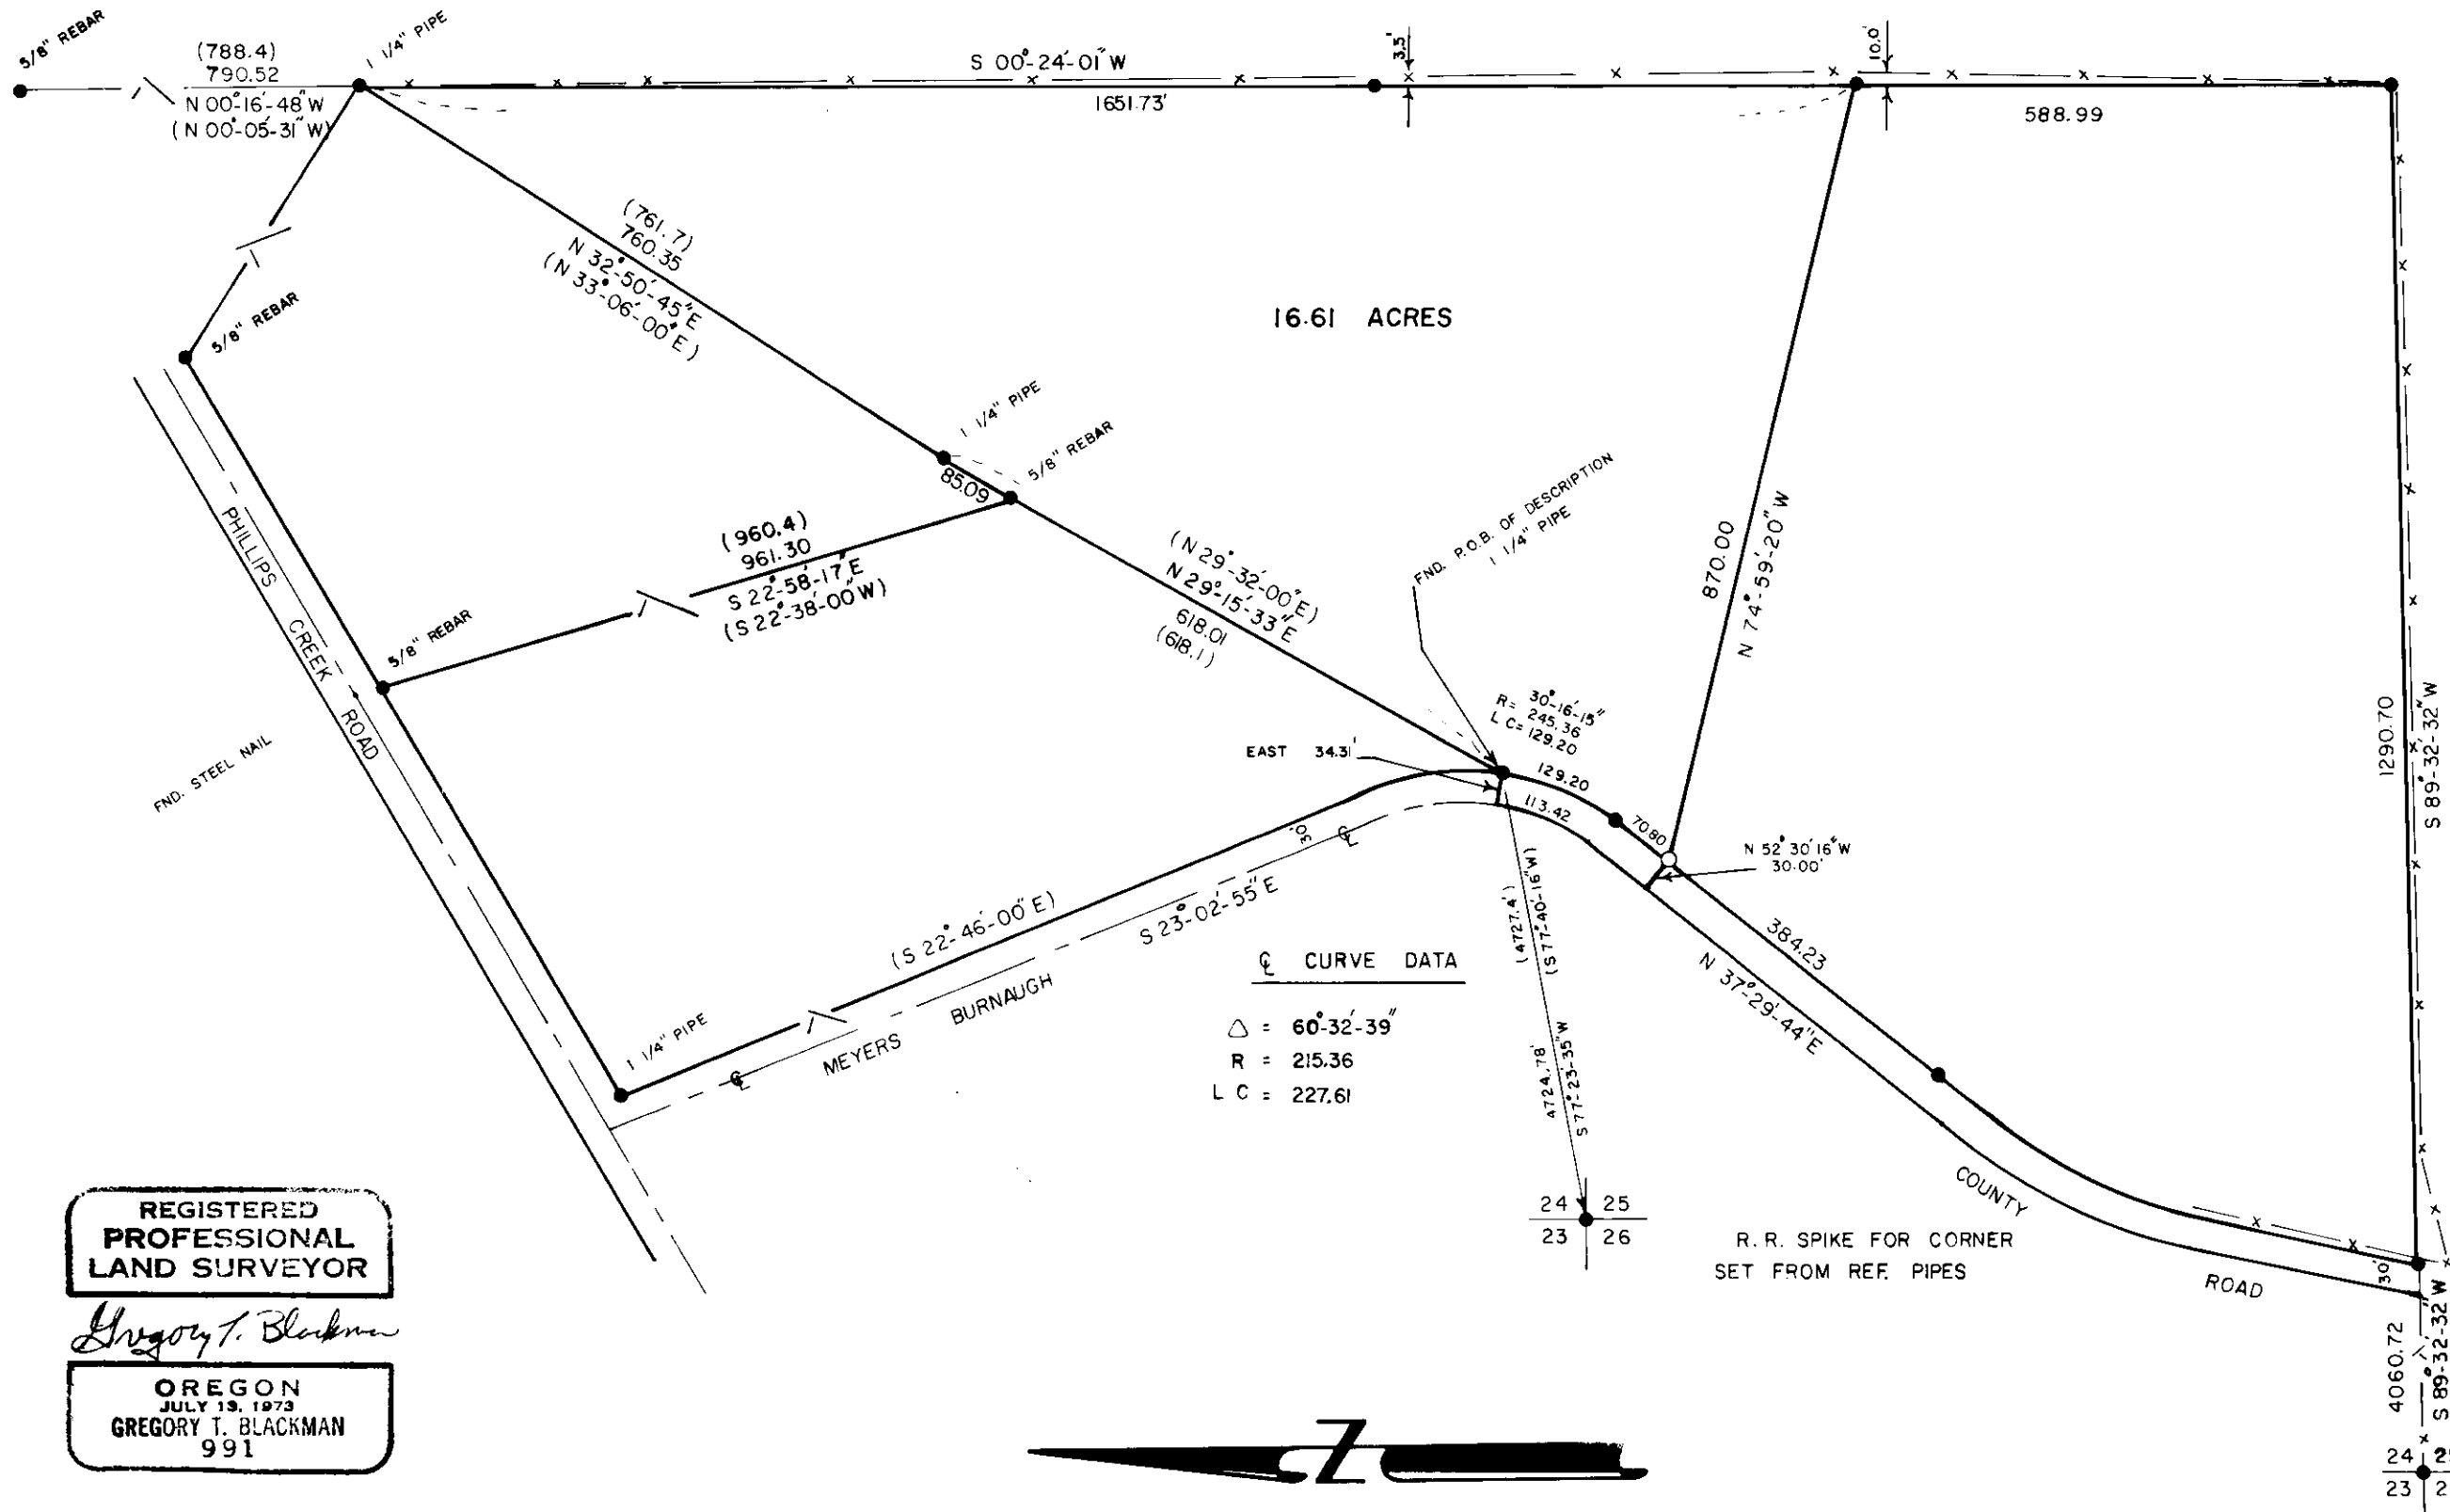 5/8" REBAR
(788.4)
790.52
N 00°-16'-48" W
(N 00°-05'-31" W)
1 1/4" PIPE
S 00°-24'-01" W
1651.73'
3.5'
10.0'
588.99
(761.7)
760.35
N 32°-50'-45" E
(N 33°-06'-00" E)
5/8" REBAR
16.61 ACRES
1 1/4" PIPE
5/8" REBAR
85.09
(960.4)
961.30
S 22°-58'-17" E
(S 22°-38'-00" W)
FND. P.O.B. OF DESCRIPTION
1 1/4" PIPE
(N 29°-32'-00" E)
N 29°-15'-33" E
618.01
(618.1)
870.00
N 74°-59'-20" W
1290.70
S 89°-32'-32" W
PHILLIPS CREEK ROAD
5/8" REBAR
FND. STEEL NAIL
30°-16'-15"
R= 245.36
L C= 129.20
EAST 34.31'
129.20
113.42
70.80
N 52° 30' 16" W
30.00'
30'
℄
(S 22°-46'-00" E)
S 23°-02'-55" E
384.23
N 37°-29'-44" E
(4727.4')
(S 77°-40'-16" W)
4724.78'
S 77°-23'-35" W
℄ CURVE DATA
△ = 60°-32'-39"
R = 215.36
L C = 227.61
1 1/4" PIPE
℄
MEYERS BURNAUGH
COUNTY
ROAD
24 25
23 26
R. R. SPIKE FOR CORNER
SET FROM REF. PIPES
30'
4060.72
S 89°-32'-32" W
24 2
23 2
REGISTERED
PROFESSIONAL
LAND SURVEYOR
Gregory T. Blackman
OREGON
JULY 13, 1973
GREGORY T. BLACKMAN
991
Z